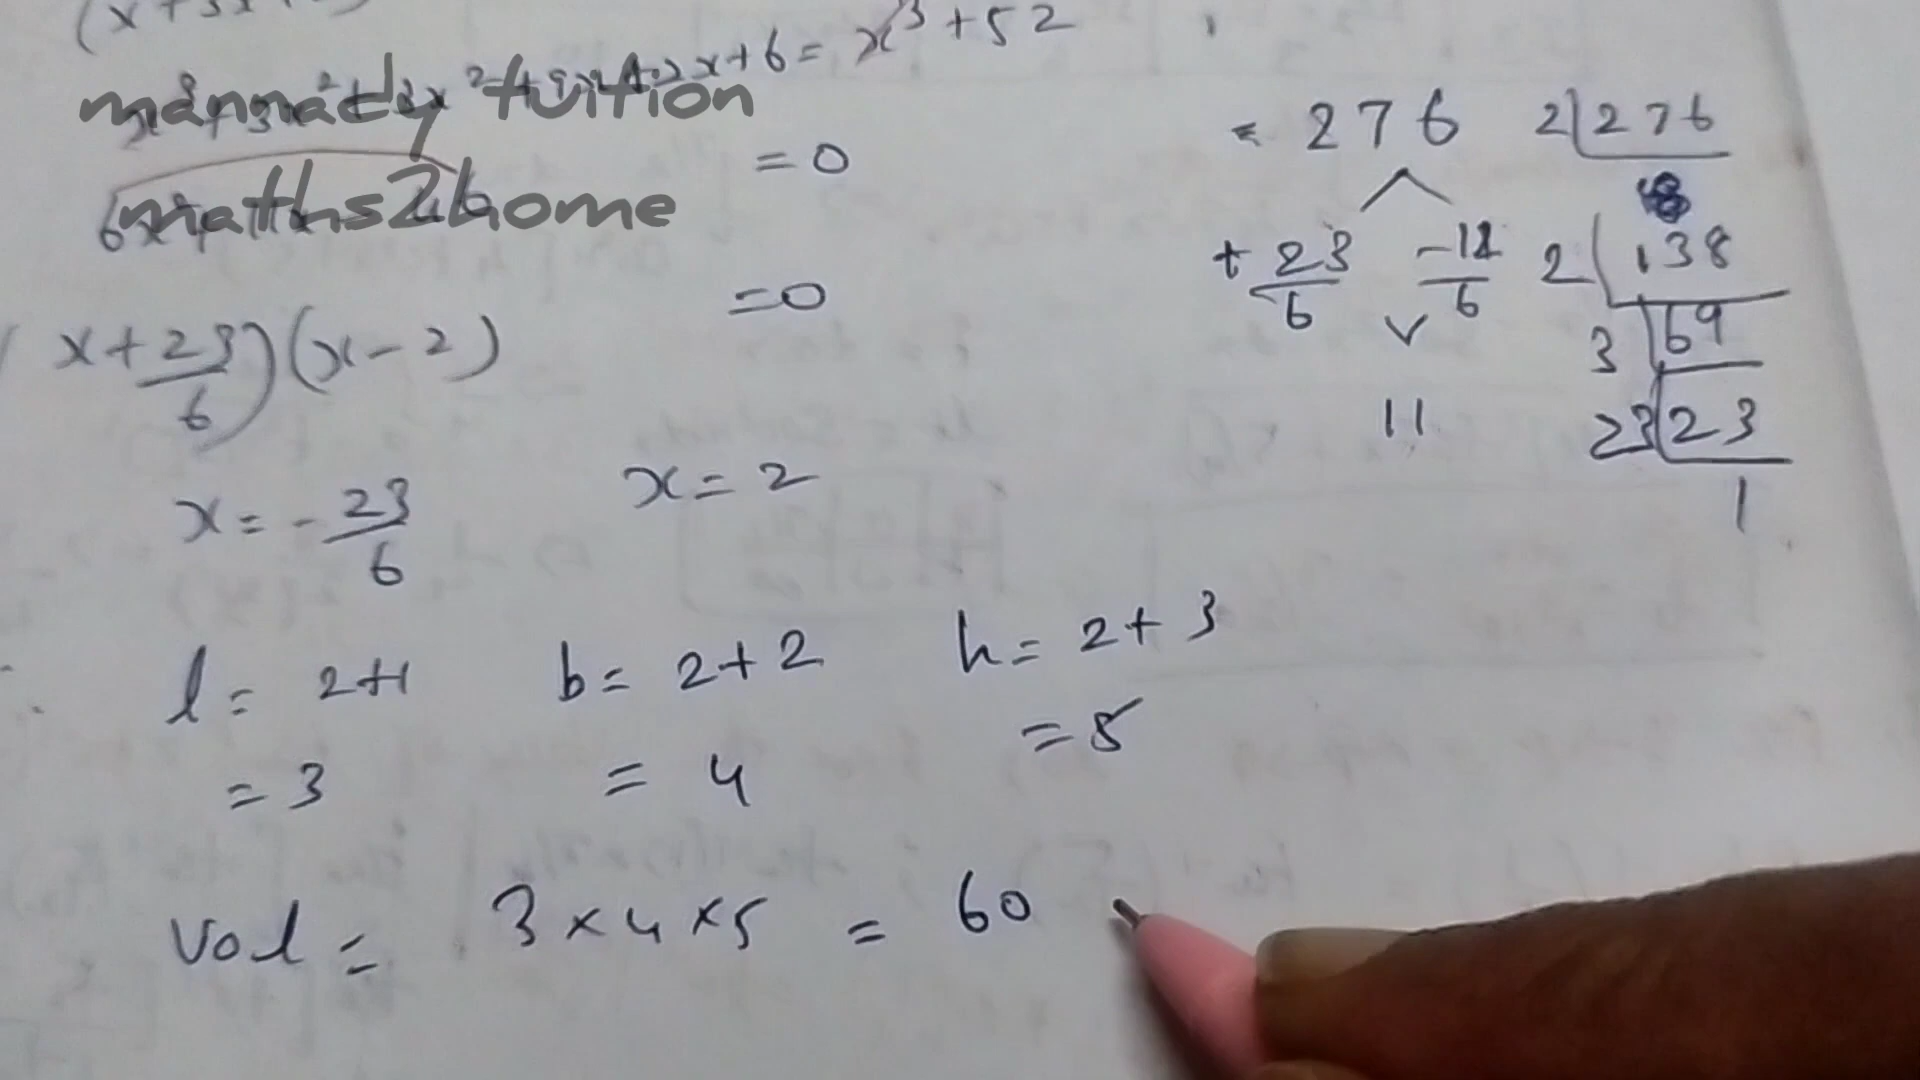 x+6 = x³+52
mannady tuition
= 0
maths2home
= 0
(x + 23/6) (x - 2)
x = - 23/6 x = 2
l = 2+1 b = 2+2 h = 2+3
= 3 = 4 = 5
Vol = 3 x 4 x 5 = 60
= 276
+ 23/6 - 12/6
11
2 276
2 138
3 69
23 23
1